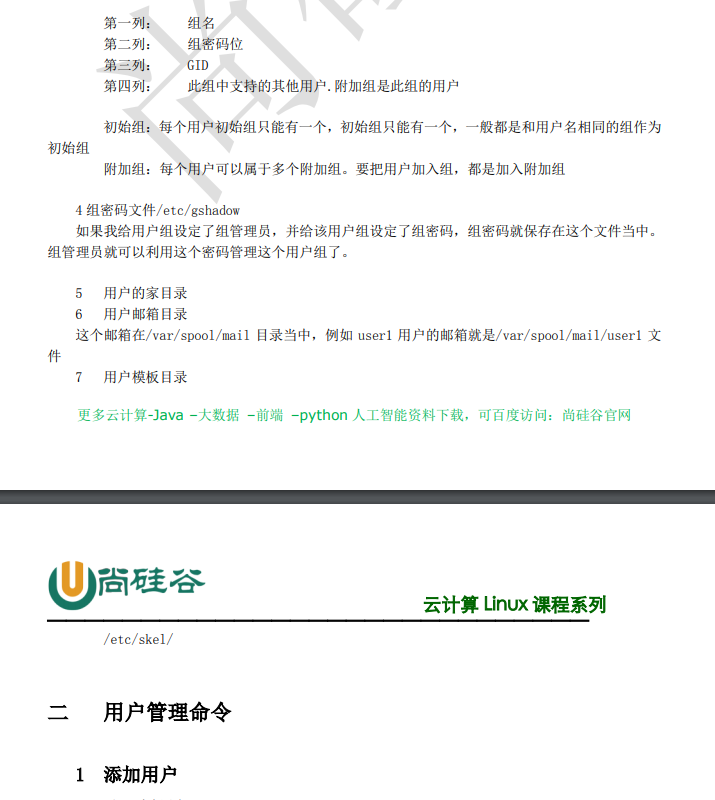 第一列： 组名
第二列： 组密码位
第三列： GID
第四列： 此组中支持的其他用户.附加组是此组的用户
初始组：每个用户初始组只能有一个，初始组只能有一个，一般都是和用户名相同的组作为
初始组
附加组：每个用户可以属于多个附加组。要把用户加入组，都是加入附加组
4 组密码文件/etc/gshadow
如果我给用户组设定了组管理员，并给该用户组设定了组密码，组密码就保存在这个文件当中。
组管理员就可以利用这个密码管理这个用户组了。
5 用户的家目录
6 用户邮箱目录
这个邮箱在/var/spool/mail 目录当中，例如 user1 用户的邮箱就是/var/spool/mail/user1 文
件
7 用户模板目录
更多云计算-Java –大数据 –前端 –python 人工智能资料下载，可百度访问：尚硅谷官网
尚硅谷
云计算 Linux 课程系列
/etc/skel/
二 用户管理命令
1 添加用户